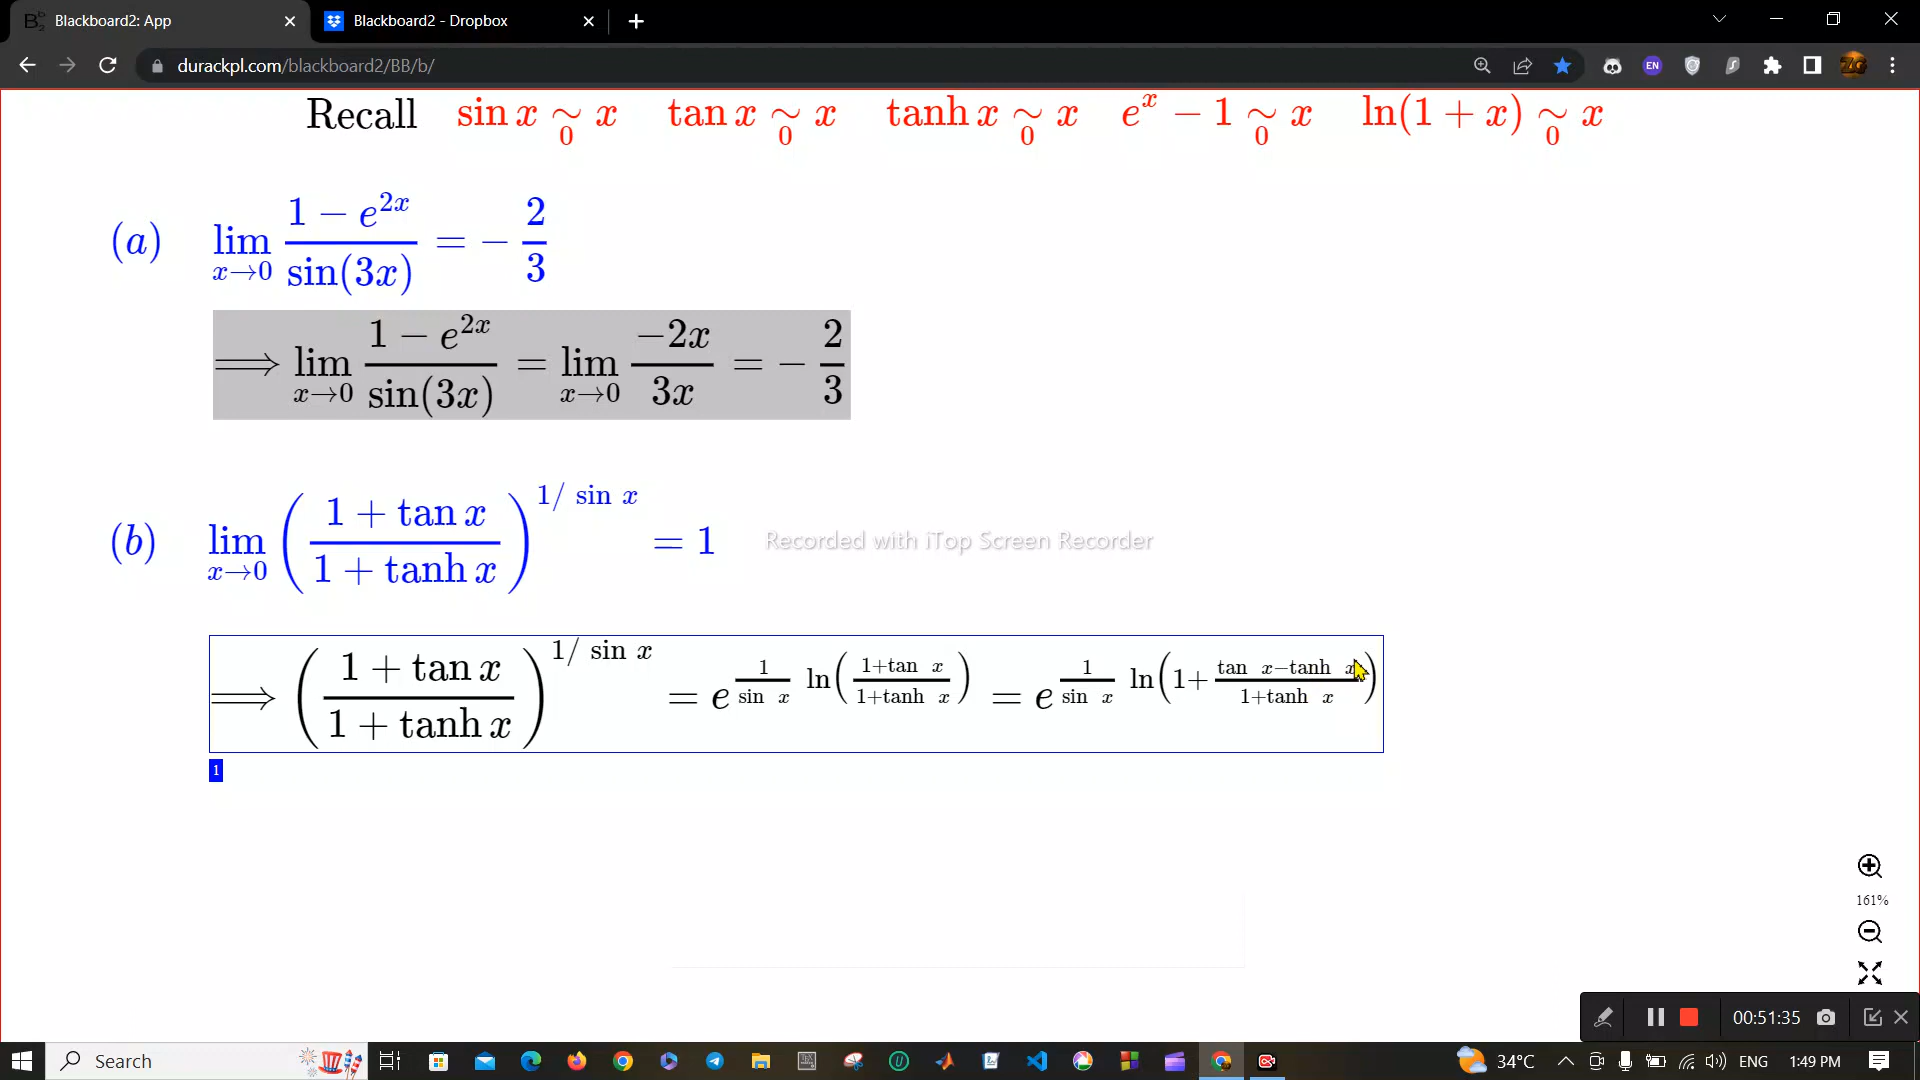 Blackboard2: App
Blackboard2 - Dropbox
durackpl.com/blackboard2/BB/b/
EN
ZG
Recall sin x ~₀ x tan x ~₀ x tanh x ~₀ x eˣ − 1 ~₀ x ln(1 + x) ~₀ x
(a) lim_{x→0} (1 − e^{2x})/(sin(3x)) = − 2/3
⟹ lim_{x→0} (1 − e^{2x})/(sin(3x)) = lim_{x→0} (−2x)/(3x) = − 2/3
(b) lim_{x→0} ((1 + tan x)/(1 + tanh x))^{1/ sin x} = 1
Recorded with iTop Screen Recorder
⟹ ((1 + tan x)/(1 + tanh x))^{1/ sin x} = e^{(1/sin x) ln((1+tan x)/(1+tanh x))} = e^{(1/sin x) ln(1+(tan x−tanh x)/(1+tanh x))}
1
161%
00:51:35
Search
34°C
ENG
1:49 PM